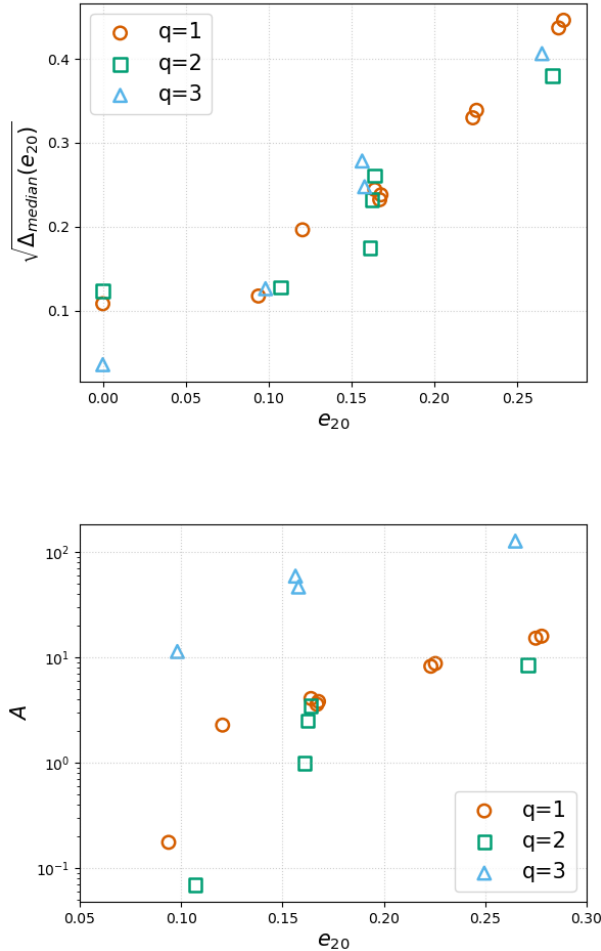 0.4
0.3
0.2
0.1
√Δmedian(e₂₀)
q=1
q=2
q=3
0.00 0.05 0.10 0.15 0.20 0.25
e₂₀
10²
10¹
10⁰
10⁻¹
A
q=1
q=2
q=3
0.05 0.10 0.15 0.20 0.25 0.30
e₂₀